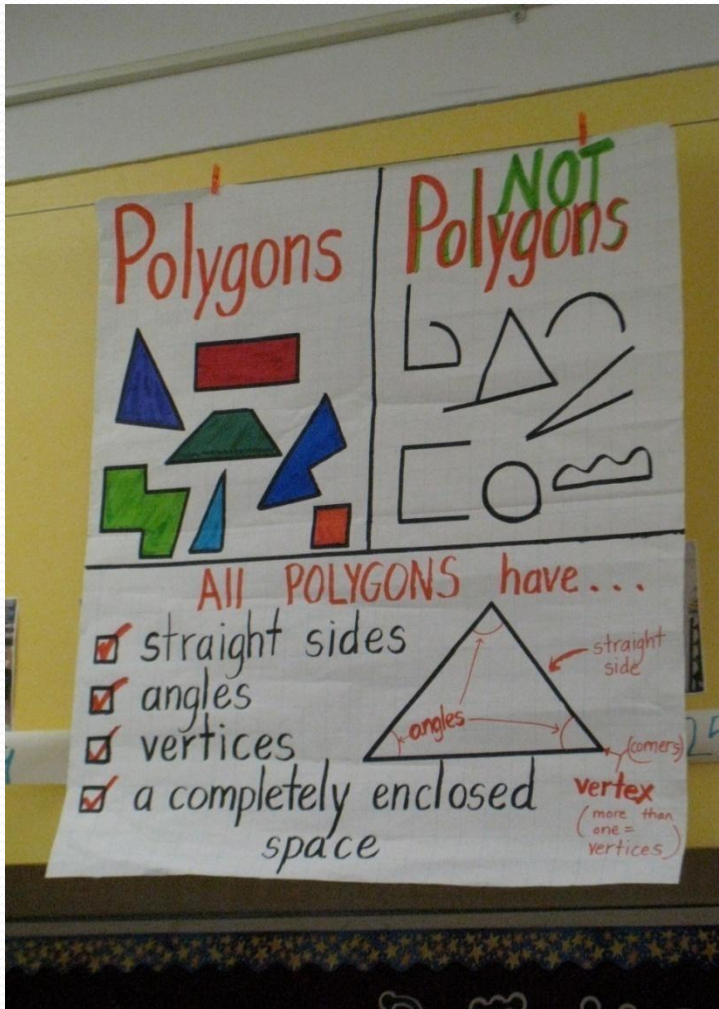 Polygons
NOT
Polygons
All POLYGONS have...
straight sides
angles
vertices
a completely enclosed
space
straight
side
angles
(corners)
vertex
(more than
one =
vertices)